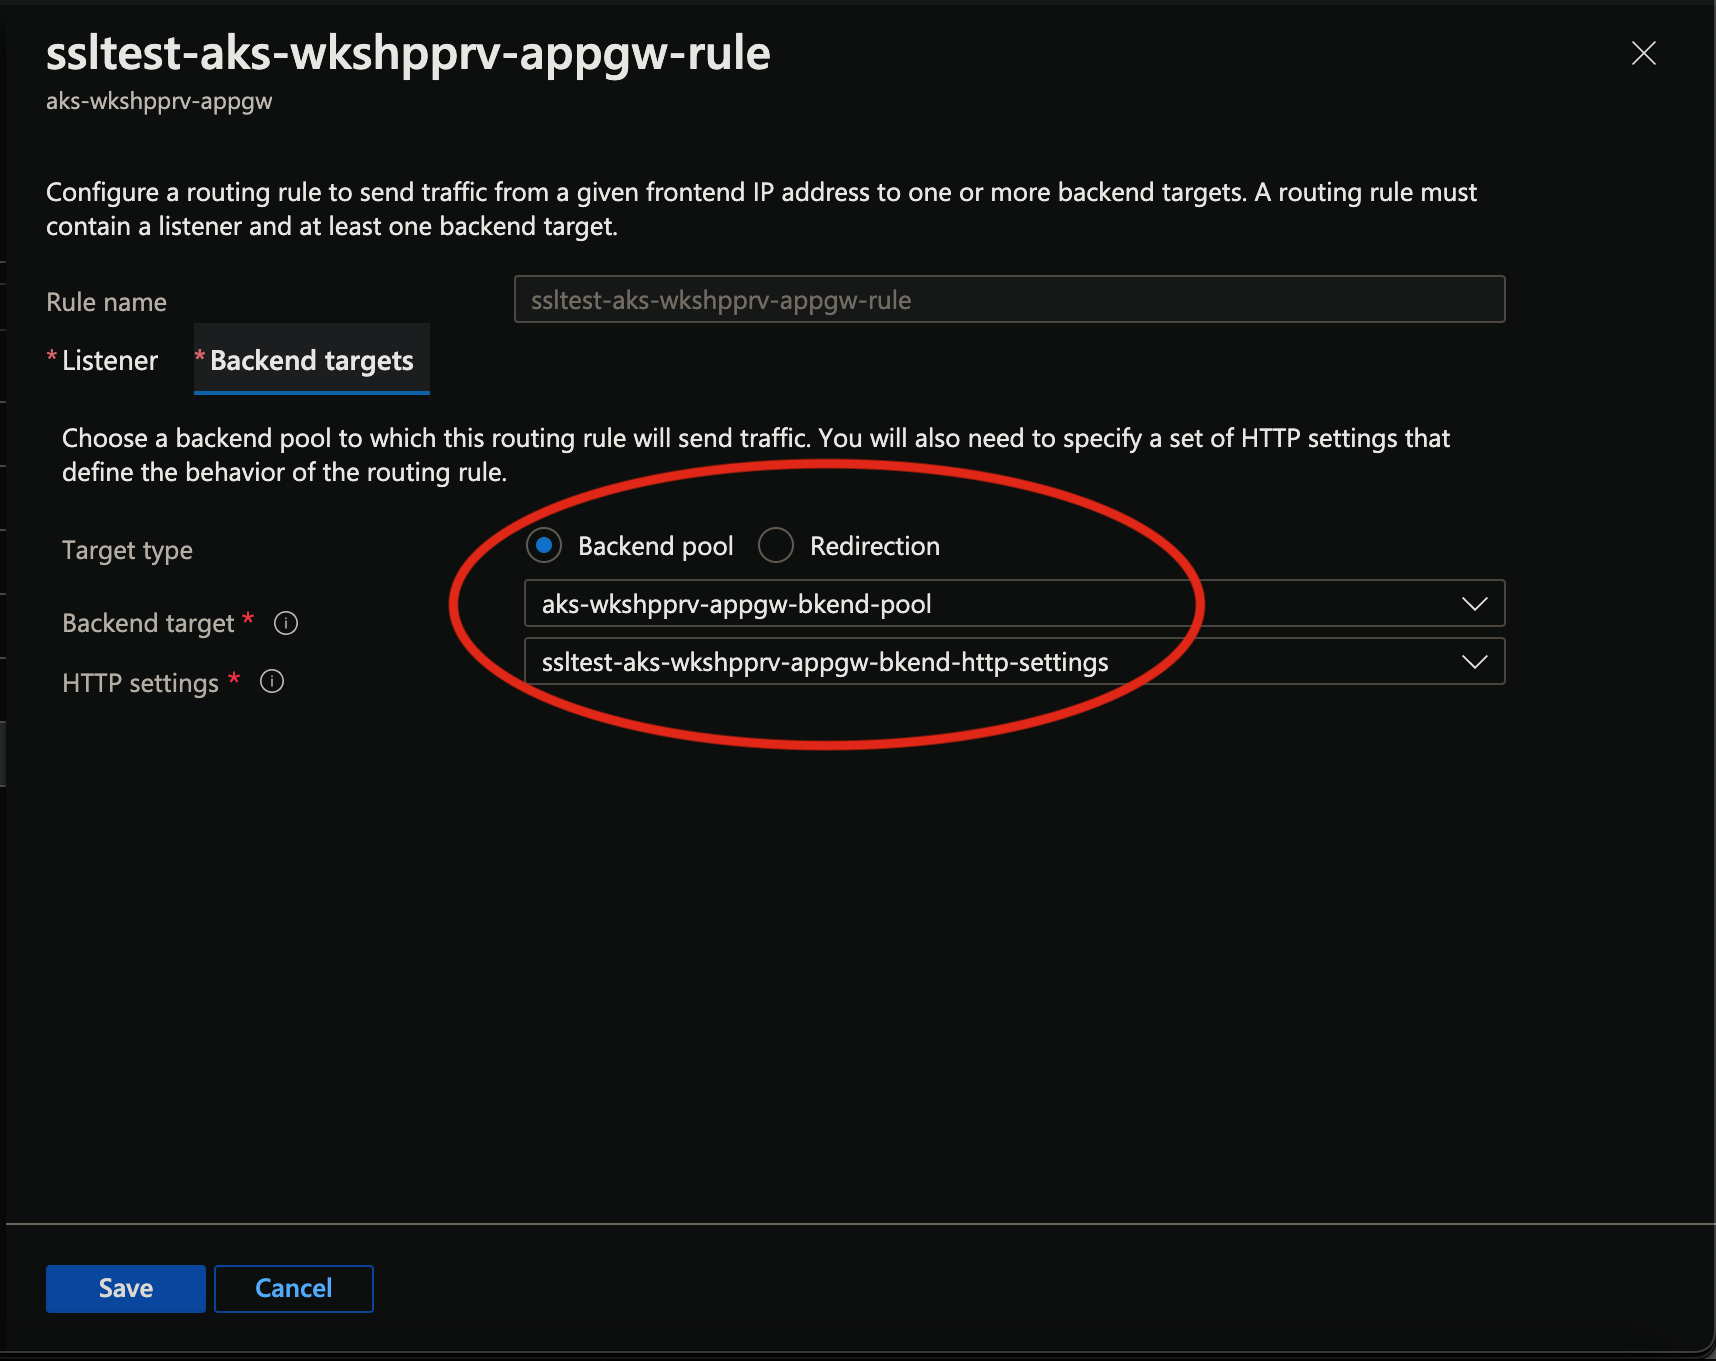 ssltest-aks-wkshpprv-appgw-rule
aks-wkshpprv-appgw
Configure a routing rule to send traffic from a given frontend IP address to one or more backend targets. A routing rule must
contain a listener and at least one backend target.
Rule name
ssltest-aks-wkshpprv-appgw-rule
* Listener
* Backend targets
Choose a backend pool to which this routing rule will send traffic. You will also need to specify a set of HTTP settings that
define the behavior of the routing rule.
Target type
Backend pool
Redirection
Backend target *
aks-wkshpprv-appgw-bkend-pool
HTTP settings *
ssltest-aks-wkshpprv-appgw-bkend-http-settings
Save
Cancel